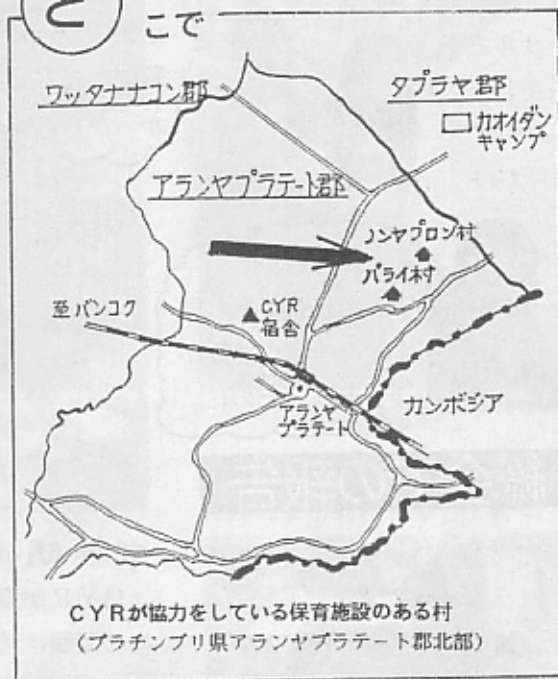 ど
こで
ワッタナナコン郡
タプラヤ郡
カオイダン
キャンプ
アランヤプラテート郡
ノンヤプロン村
パライ村
至バンコク
CYR
宿舎
カンボジア
アランヤ
プラテート
CYRが協力をしている保育施設のある村
(プラチンブリ県アランヤプラテート郡北部)